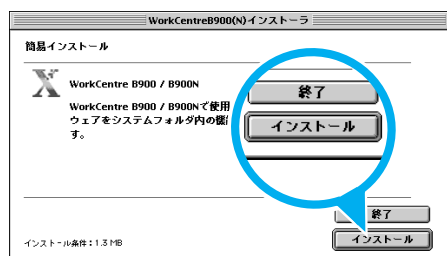 WorkCentreB900(N)インストーラ
簡易インストール
WorkCentre B900 / B900N
WorkCentre B900 / B900Nで使用
ウェアをシステムフォルダ内の
す。
終了
インストール
終了
インストール条件：1.3 MB
インストール